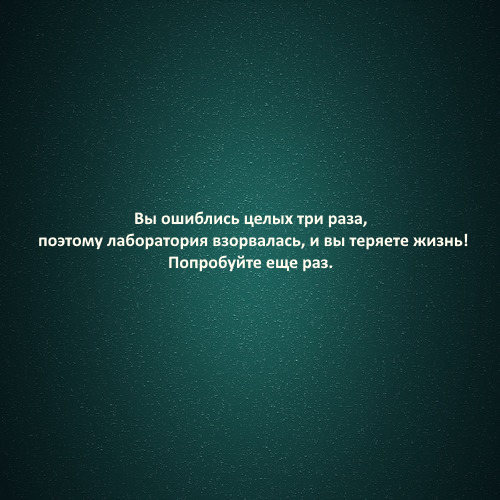 Вы ошиблись целых три раза,
поэтому лаборатория взорвалась, и вы теряете жизнь!
Попробуйте еще раз.